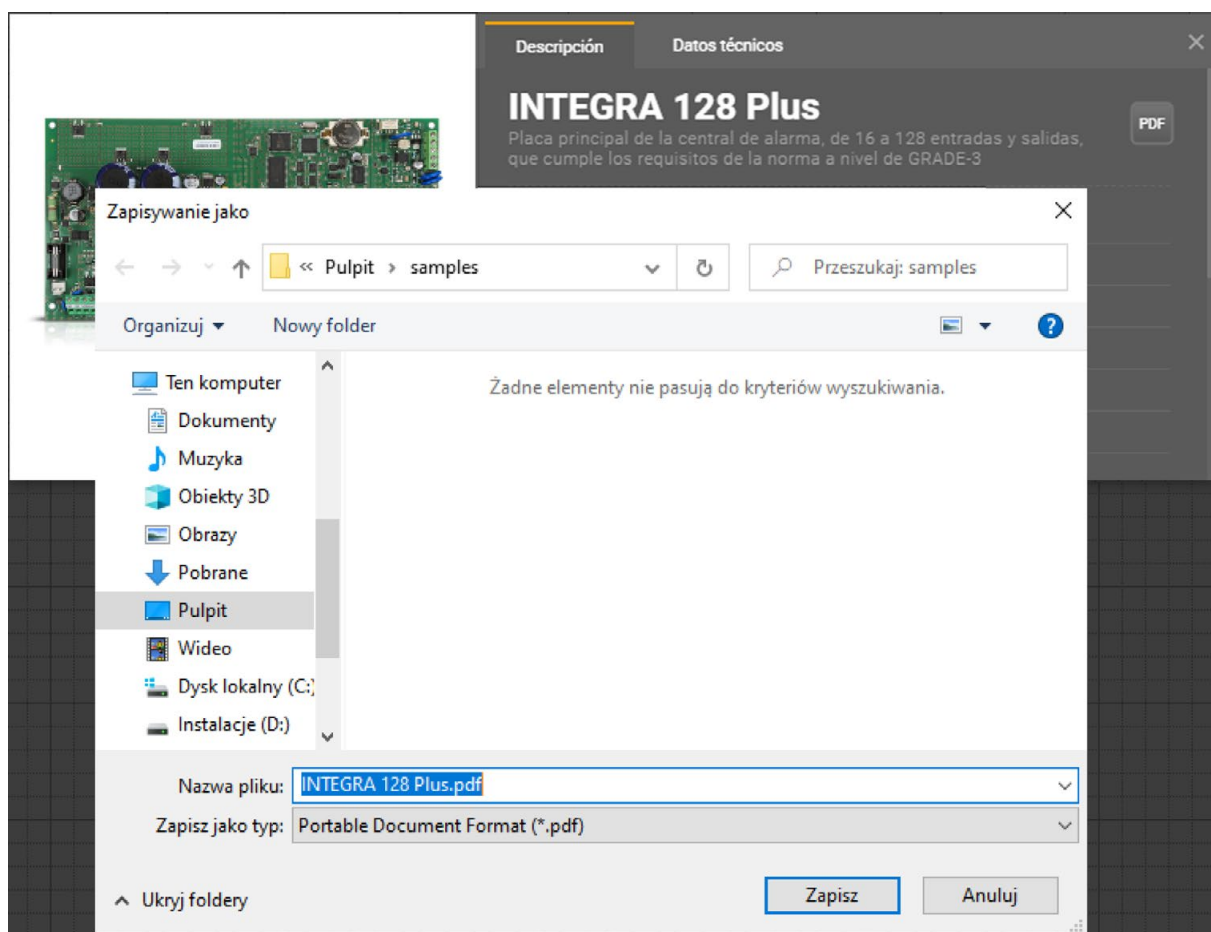 Descripción
Datos técnicos
INTEGRA 128 Plus
PDF
Placa principal de la central de alarma, de 16 a 128 entradas y salidas,
que cumple los requisitos de la norma a nivel de GRADE-3
Zapisywanie jako
« Pulpit › samples
Przeszukaj: samples
Organizuj
Nowy folder
?
Ten komputer
Dokumenty
Muzyka
Obiekty 3D
Obrazy
Pobrane
Pulpit
Wideo
Dysk lokalny (C:)
Instalacje (D:)
Żadne elementy nie pasują do kryteriów wyszukiwania.
Nazwa pliku: INTEGRA 128 Plus.pdf
Zapisz jako typ: Portable Document Format (*.pdf)
Ukryj foldery
Zapisz
Anuluj